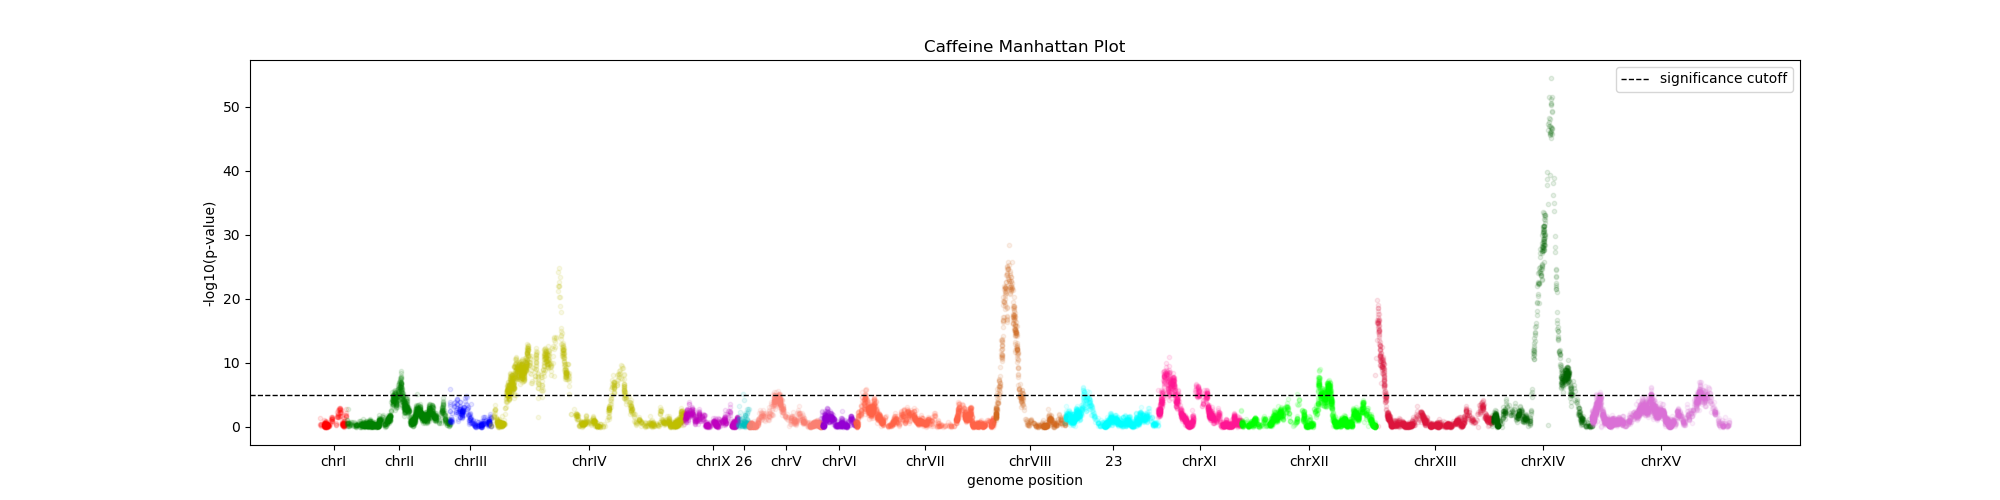 Caffeine Manhattan Plot
significance cutoff
-log10(p-value)
50
40
30
20
10
0
chrI chrII chrIII chrIV chrIX 26 chrV chrVI chrVII chrVIII 23 chrXI chrXII chrXIII chrXIV chrXV
genome position